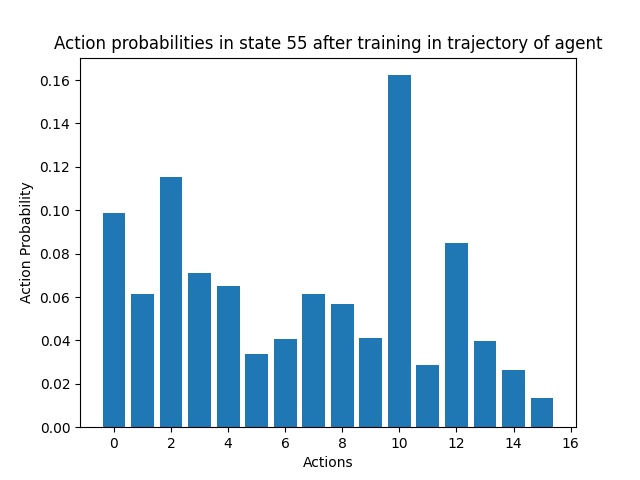 Action probabilities in state 55 after training in trajectory of agent
0.16
0.14
0.12
0.10
0.08
0.06
0.04
0.02
0.00
Action Probability
0 2 4 6 8 10 12 14 16
Actions